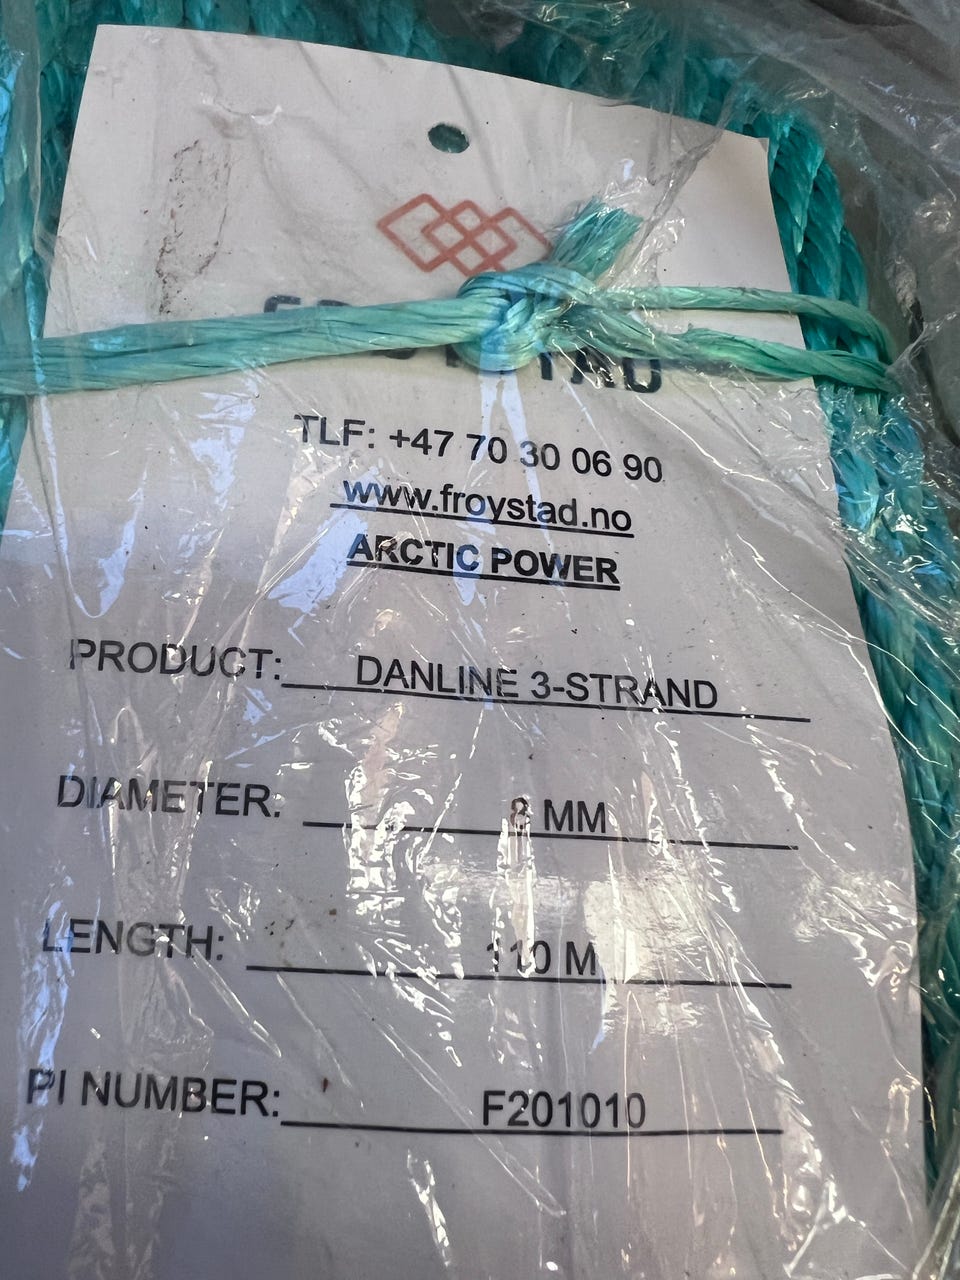 TLF: +47 70 30 06 90
www.froystad.no
ARCTIC POWER
PRODUCT: DANLINE 3-STRAND
DIAMETER: 8 MM
LENGTH: 110 M
PI NUMBER: F201010